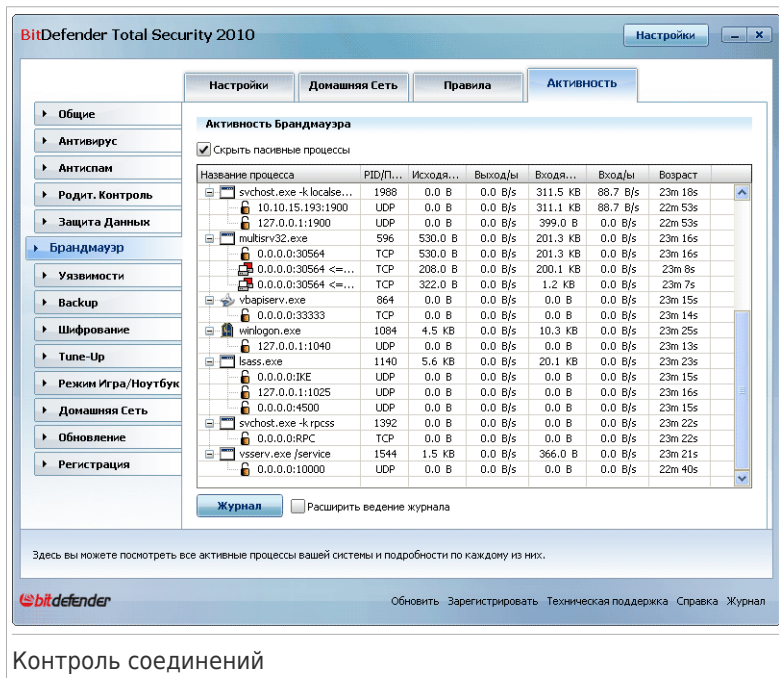 BitDefender Total Security 2010
Настройки
Настройки Домашняя Сеть Правила Активность
Общие
Антивирус
Антиспам
Родит. Контроль
Защита Данных
Брандмауэр
Уязвимости
Backup
Шифрование
Tune-Up
Режим Игра/Ноутбук
Домашняя Сеть
Обновление
Регистрация
Активность Брандмауэра
Скрыть пасивные процессы
Название процесса PID/П... Исходя... Выход/ы Входя... Вход/ы Возраст
svchost.exe -k localse... 1988 0.0 B 0.0 B/s 311.5 KB 88.7 B/s 23m 18s
10.10.15.193:1900 UDP 0.0 B 0.0 B/s 311.1 KB 88.7 B/s 22m 53s
127.0.0.1:1900 UDP 0.0 B 0.0 B/s 399.0 B 0.0 B/s 22m 53s
multisrv32.exe 596 530.0 B 0.0 B/s 201.3 KB 0.0 B/s 23m 16s
0.0.0.0:30564 TCP 530.0 B 0.0 B/s 201.3 KB 0.0 B/s 23m 16s
0.0.0.0:30564 <=... TCP 208.0 B 0.0 B/s 200.1 KB 0.0 B/s 23m 8s
0.0.0.0:30564 <=... TCP 322.0 B 0.0 B/s 1.2 KB 0.0 B/s 23m 7s
vbapiserv.exe 864 0.0 B 0.0 B/s 0.0 B 0.0 B/s 23m 15s
0.0.0.0:33333 TCP 0.0 B 0.0 B/s 0.0 B 0.0 B/s 23m 14s
winlogon.exe 1084 4.5 KB 0.0 B/s 10.3 KB 0.0 B/s 23m 25s
127.0.0.1:1040 UDP 0.0 B 0.0 B/s 0.0 B 0.0 B/s 23m 13s
lsass.exe 1140 5.6 KB 0.0 B/s 20.1 KB 0.0 B/s 23m 23s
0.0.0.0:IKE UDP 0.0 B 0.0 B/s 0.0 B 0.0 B/s 23m 15s
127.0.0.1:1025 UDP 0.0 B 0.0 B/s 0.0 B 0.0 B/s 23m 16s
0.0.0.0:4500 UDP 0.0 B 0.0 B/s 0.0 B 0.0 B/s 23m 15s
svchost.exe -k rpcss 1392 0.0 B 0.0 B/s 0.0 B 0.0 B/s 23m 22s
0.0.0.0:RPC TCP 0.0 B 0.0 B/s 0.0 B 0.0 B/s 23m 22s
vsserv.exe /service 1544 1.5 KB 0.0 B/s 366.0 B 0.0 B/s 23m 21s
0.0.0.0:10000 UDP 0.0 B 0.0 B/s 0.0 B 0.0 B/s 22m 40s
Журнал Расширить ведение журнала
Здесь вы можете посмотреть все активные процессы вашей системы и подробности по каждому из них.
bitdefender
Обновить Зарегистрировать Техническая поддержка Справка Журнал
Контроль соединений